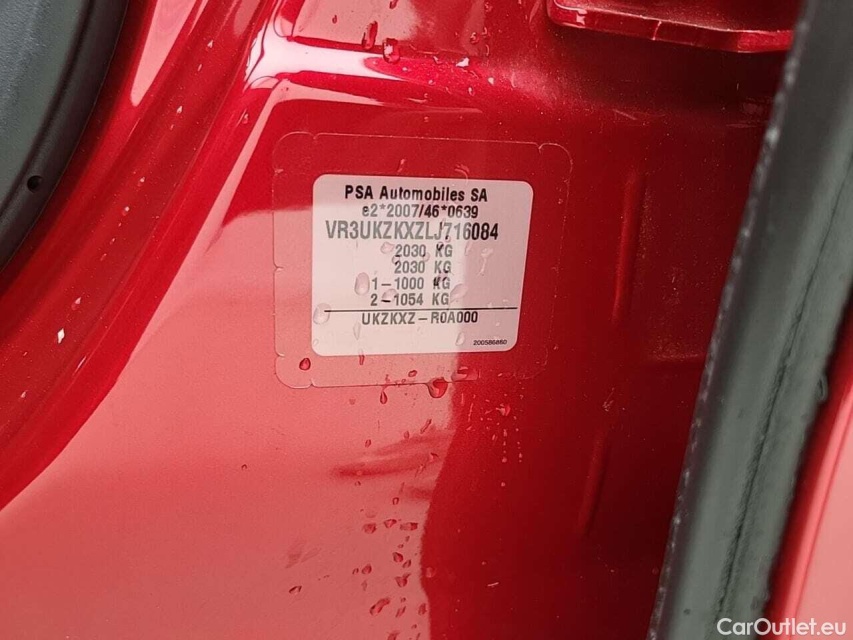 PSA Automobiles SA
e2*2007/46*0639
VR3UKZKXZLJ716084
2030 KG
2030 KG
1-1000 KG
2-1054 KG
UKZKXZ-R0A000
200586860
CarOutlet.eu